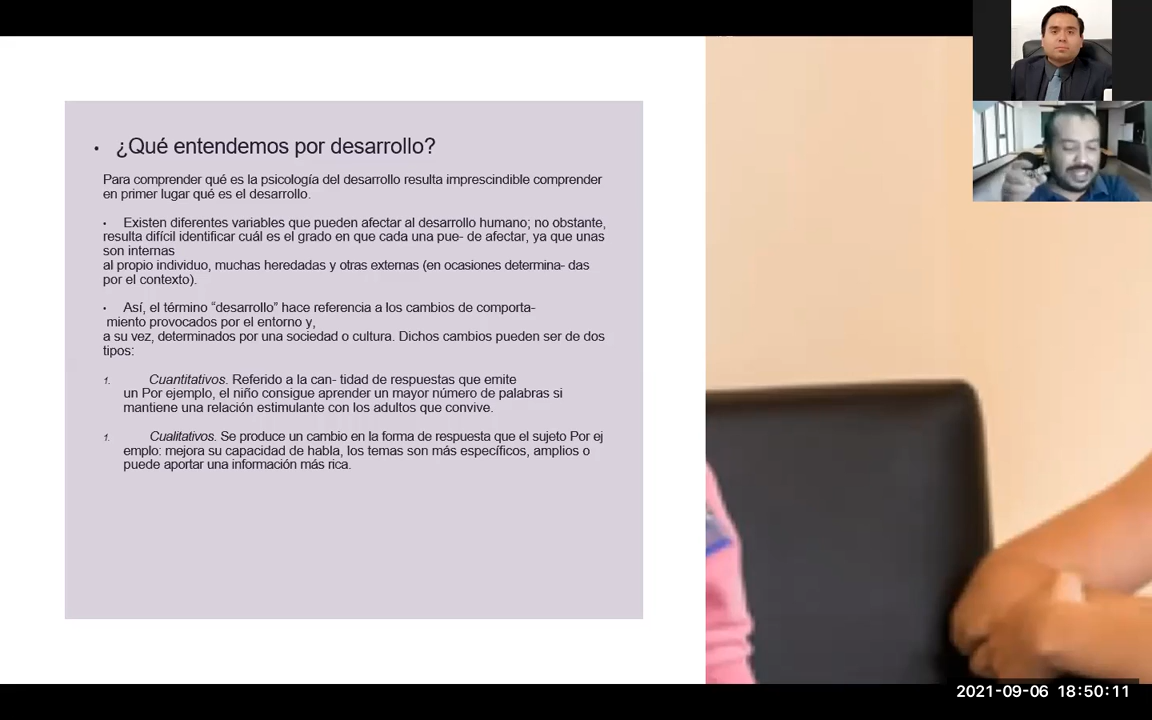 • ¿Qué entendemos por desarrollo?
Para comprender qué es la psicología del desarrollo resulta imprescindible comprender
en primer lugar qué es el desarrollo.
• Existen diferentes variables que pueden afectar al desarrollo humano; no obstante,
resulta difícil identificar cuál es el grado en que cada una pue- de afectar, ya que unas
son internas
al propio individuo, muchas heredadas y otras externas (en ocasiones determina- das
por el contexto).
• Así, el término “desarrollo” hace referencia a los cambios de comporta-
miento provocados por el entorno y,
a su vez, determinados por una sociedad o cultura. Dichos cambios pueden ser de dos
tipos:
1. Cuantitativos. Referido a la can- tidad de respuestas que emite
un Por ejemplo, el niño consigue aprender un mayor número de palabras si
mantiene una relación estimulante con los adultos que convive.
1. Cualitativos. Se produce un cambio en la forma de respuesta que el sujeto Por ej
emplo: mejora su capacidad de habla, los temas son más específicos, amplios o
puede aportar una información más rica.
2021-09-06 18:50:11